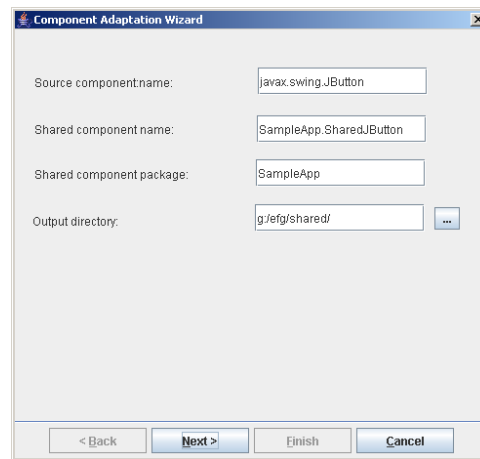 Component Adaptation Wizard
Source component:name: javax.swing.JButton
Shared component name: SampleApp.SharedJButton
Shared component package: SampleApp
Output directory: g:/efg/shared/ ...
< Back Next > Finish Cancel